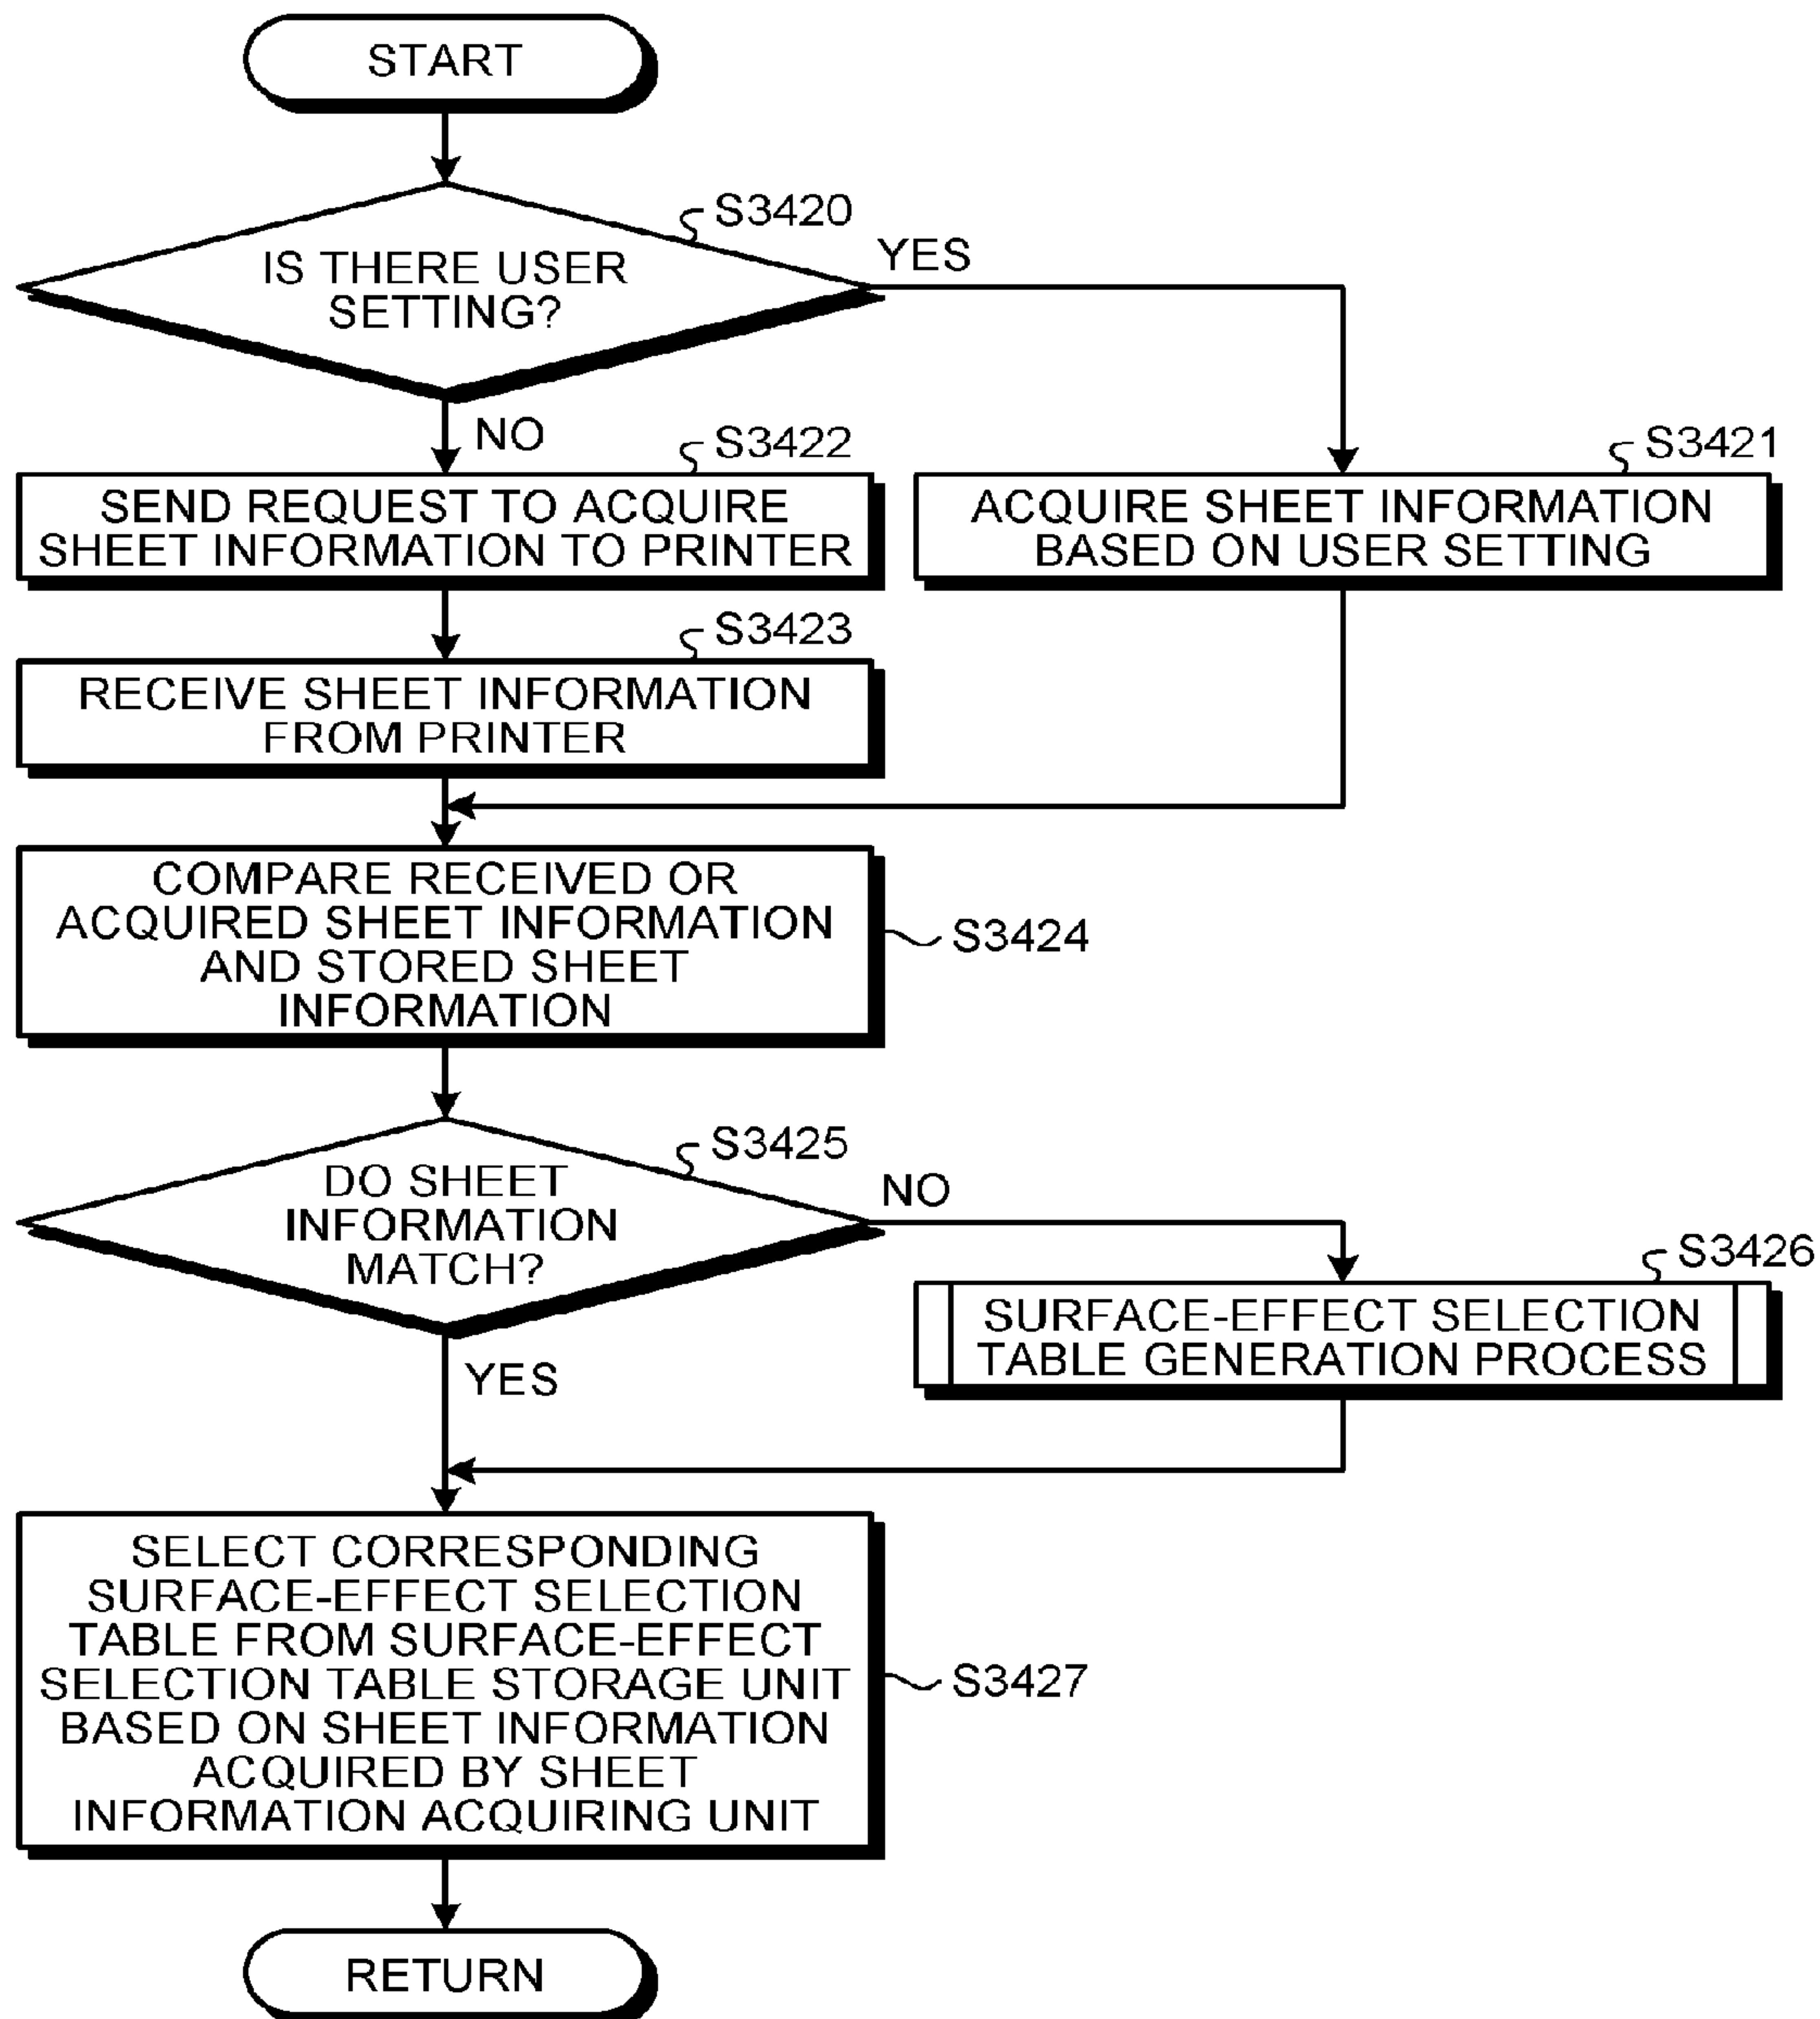 START
S3420
IS THERE USER
SETTING?
YES
NO
S3422
SEND REQUEST TO ACQUIRE
SHEET INFORMATION TO PRINTER
S3421
ACQUIRE SHEET INFORMATION
BASED ON USER SETTING
S3423
RECEIVE SHEET INFORMATION
FROM PRINTER
COMPARE RECEIVED OR
ACQUIRED SHEET INFORMATION
AND STORED SHEET
INFORMATION
S3424
S3425
DO SHEET
INFORMATION
MATCH?
NO
YES
S3426
SURFACE-EFFECT SELECTION
TABLE GENERATION PROCESS
SELECT CORRESPONDING
SURFACE-EFFECT SELECTION
TABLE FROM SURFACE-EFFECT
SELECTION TABLE STORAGE UNIT
BASED ON SHEET INFORMATION
ACQUIRED BY SHEET
INFORMATION ACQUIRING UNIT
S3427
RETURN